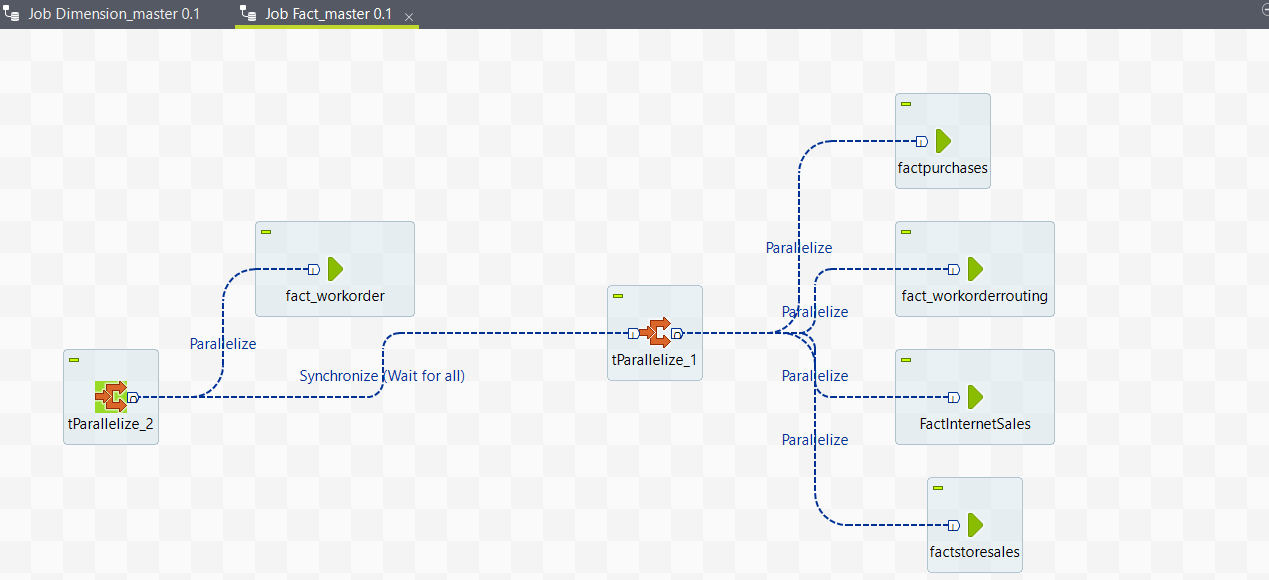 Job Dimension_master 0.1
Job Fact_master 0.1
factpurchases
Parallelize
fact_workorder
fact_workorderrouting
Parallelize
Parallelize
tParallelize_1
Synchronize (Wait for all)
Parallelize
tParallelize_2
FactInternetSales
Parallelize
factstoresales